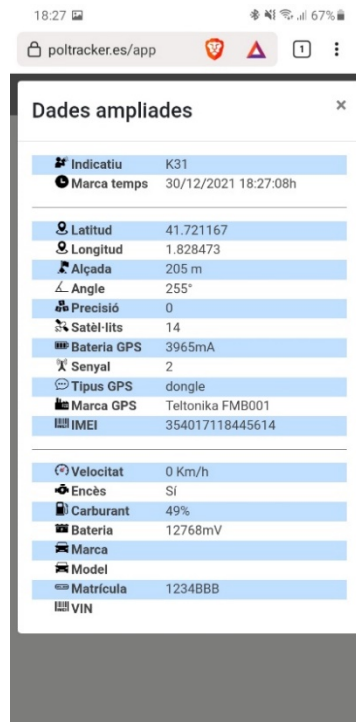 18:27 67%
poltracker.es/app 1
Dades ampliades ×
Indicatiu K31
Marca temps 30/12/2021 18:27:08h
Latitud 41.721167
Longitud 1.828473
Alçada 205 m
Angle 255°
Precisió 0
Satèl·lits 14
Bateria GPS 3965mA
Senyal 2
Tipus GPS dongle
Marca GPS Teltonika FMB001
IMEI 354017118445614
Velocitat 0 Km/h
Encès Sí
Carburant 49%
Bateria 12768mV
Marca
Model
Matrícula 1234BBB
VIN